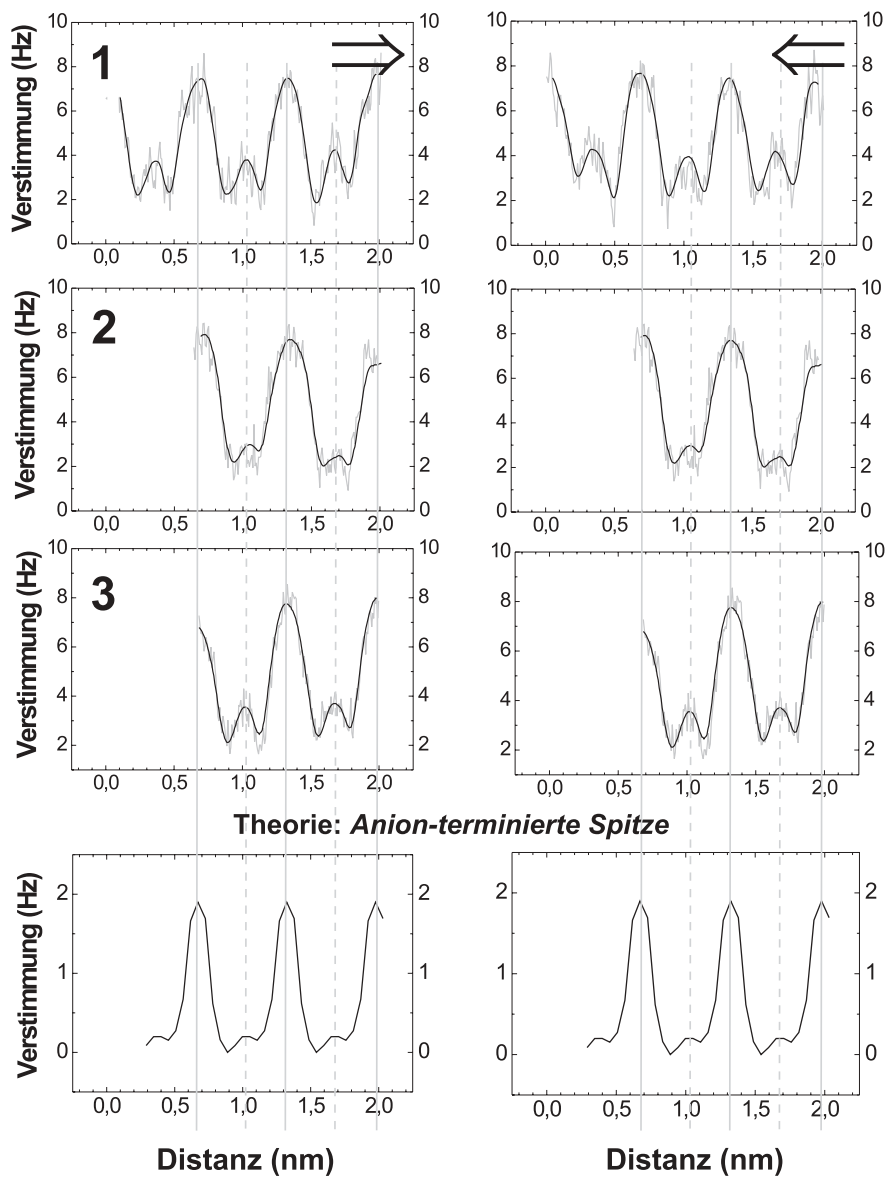 1
Verstimmung (Hz)
10 8 6 4 2 0
10 8 6 4 2 0
0,0 0,5 1,0 1,5 2,0
10 8 6 4 2 0
10 8 6 4 2 0
0,0 0,5 1,0 1,5 2,0
2
Verstimmung (Hz)
10 8 6 4 2 0
10 8 6 4 2 0
0,0 0,5 1,0 1,5 2,0
10 8 6 4 2 0
10 8 6 4 2 0
0,0 0,5 1,0 1,5 2,0
3
Verstimmung (Hz)
10 8 6 4 2
10 8 6 4 2
0,0 0,5 1,0 1,5 2,0
10 8 6 4 2
10 8 6 4 2
0,0 0,5 1,0 1,5 2,0
Theorie: Anion-terminierte Spitze
Verstimmung (Hz)
2 1 0
2 1 0
0,0 0,5 1,0 1,5 2,0
2 1 0
2 1 0
0,0 0,5 1,0 1,5 2,0
Distanz (nm)
Distanz (nm)